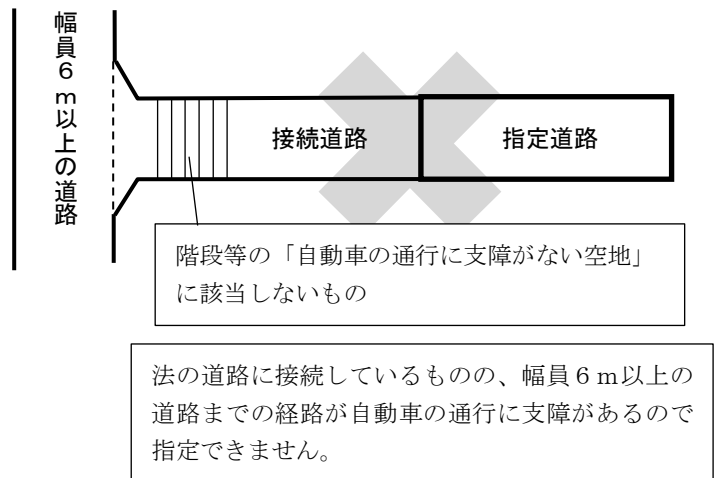 幅員６ｍ以上の道路
接続道路
指定道路
階段等の「自動車の通行に支障がない空地」
に該当しないもの
法の道路に接続しているものの、幅員６ｍ以上の
道路までの経路が自動車の通行に支障があるので
指定できません。